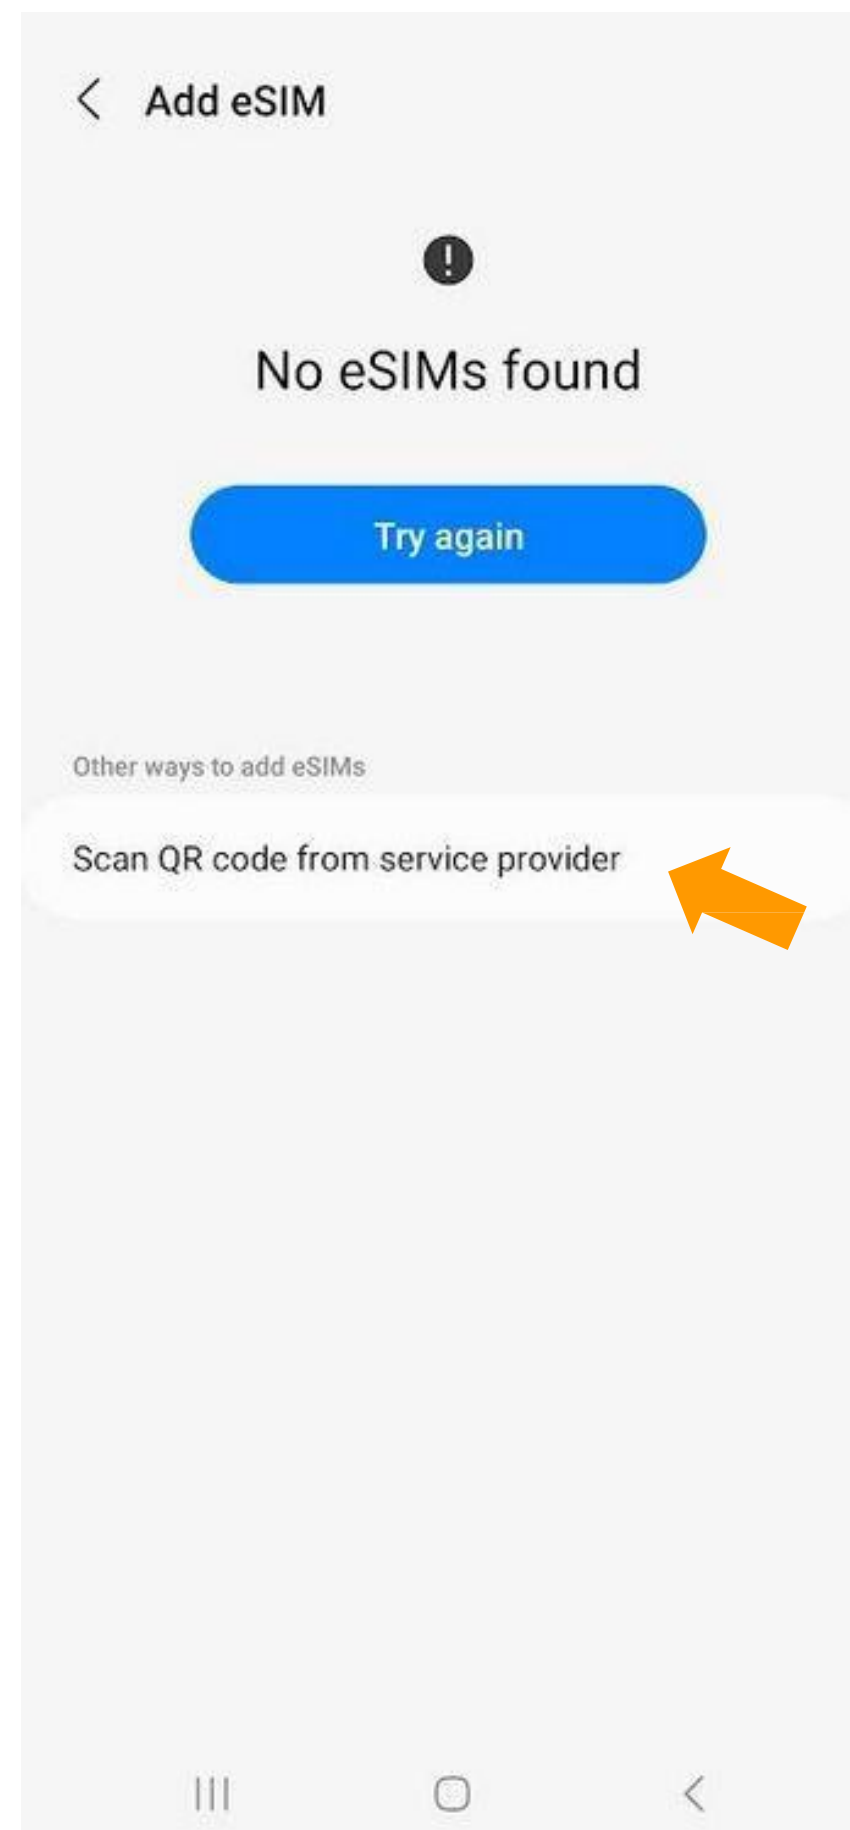 Add eSIM
No eSIMs found
Try again
Other ways to add eSIMs
Scan QR code from service provider